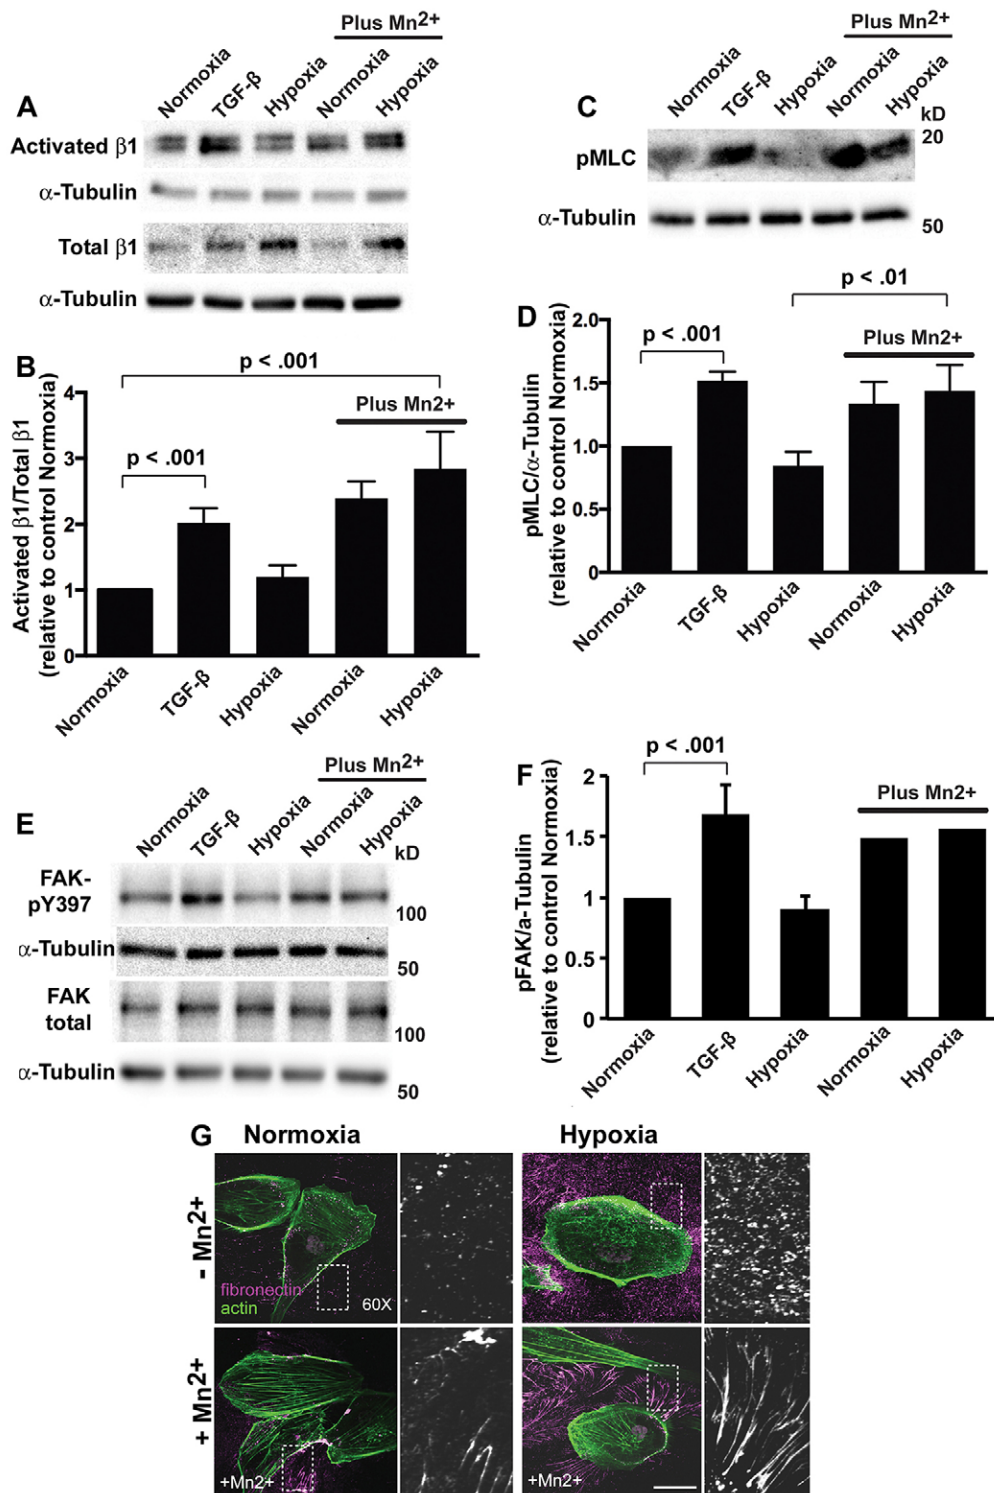 Plus Mn2+
Normoxia
TGF-β
Hypoxia
Normoxia
Hypoxia
A
Activated β1
α-Tubulin
Total β1
α-Tubulin
Plus Mn2+
Normoxia
TGF-β
Hypoxia
Normoxia
Hypoxia
C
kD
pMLC
20
α-Tubulin
50
B
p < .001
Plus Mn2+
p < .001
Activated β1/Total β1
(relative to control Normoxia)
4
3
2
1
0
Normoxia
TGF-β
Hypoxia
Normoxia
Hypoxia
D
p < .01
p < .001
Plus Mn2+
pMLC/α-Tubulin
(relative to control Normoxia)
2.0
1.5
1.0
0.5
0
Normoxia
TGF-β
Hypoxia
Normoxia
Hypoxia
E
Plus Mn2+
Normoxia
TGF-β
Hypoxia
Normoxia
Hypoxia
kD
FAK-
pY397
100
α-Tubulin
50
FAK
total
100
α-Tubulin
50
F
p < .001
Plus Mn2+
pFAK/a-Tubulin
(relative to control Normoxia)
2
1.5
1
0.5
0
Normoxia
TGF-β
Hypoxia
Normoxia
Hypoxia
G
Normoxia
Hypoxia
- Mn2+
fibronectin
actin
60X
+ Mn2+
+Mn2+
+Mn2+